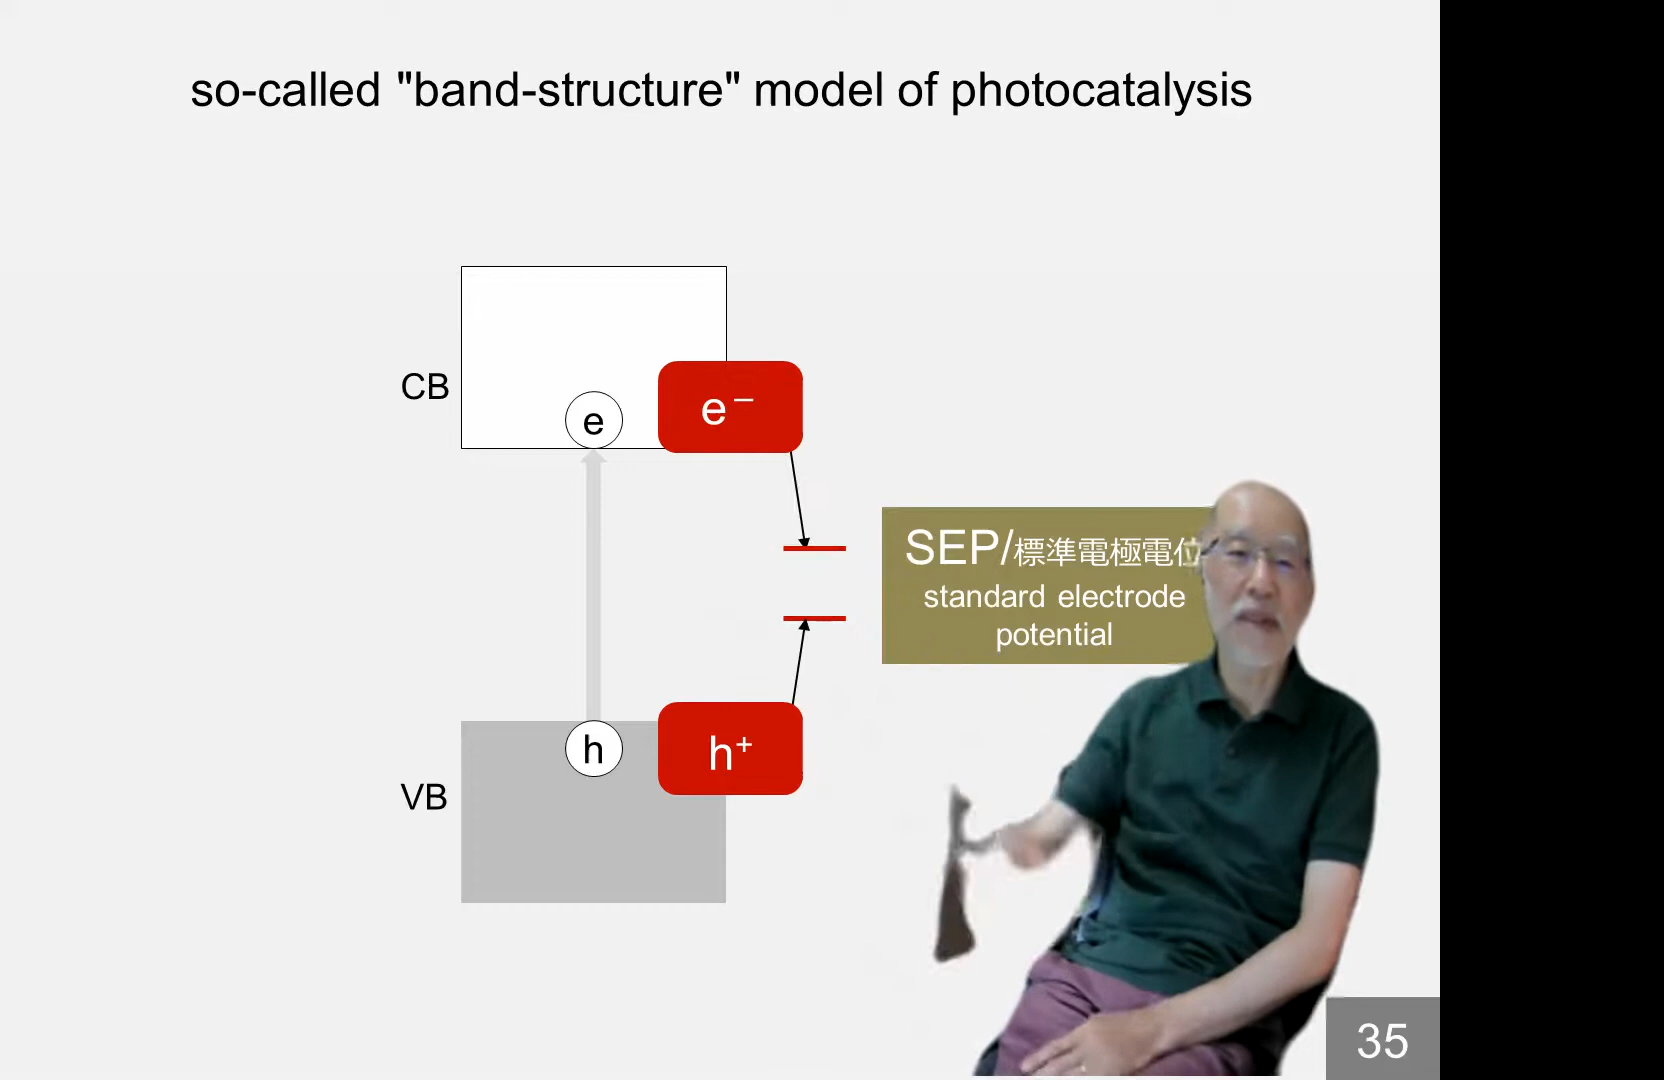 so-called "band-structure" model of photocatalysis
CB
e
e⁻
SEP/標準電極電位
standard electrode
potential
h
h⁺
VB
35